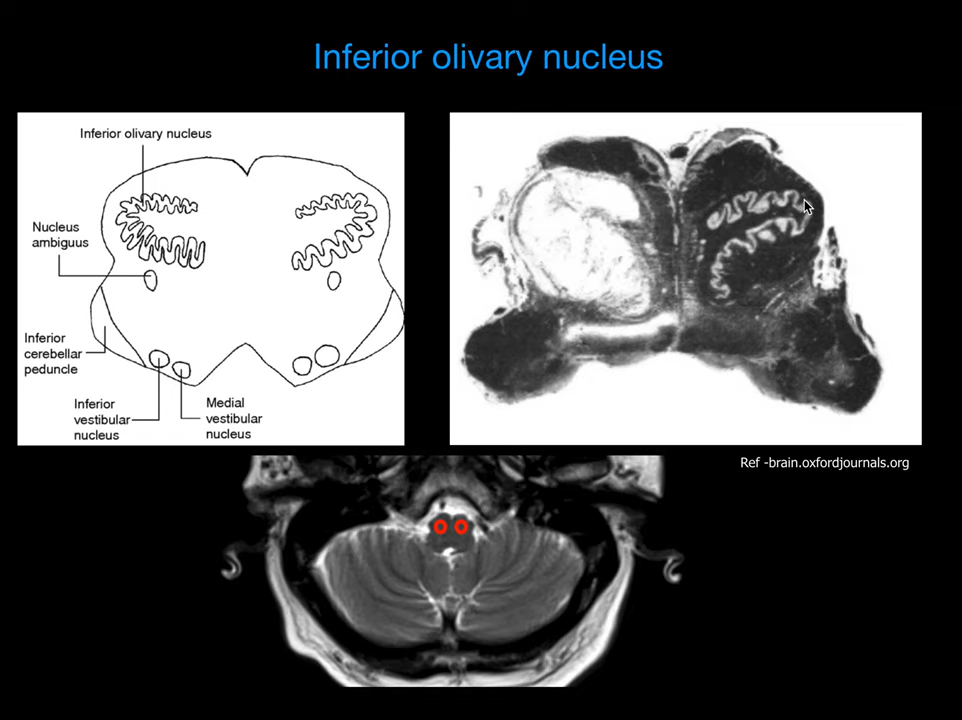 Inferior olivary nucleus
Inferior olivary nucleus
Nucleus
ambiguus
Inferior
cerebellar
peduncle
Inferior
vestibular
nucleus
Medial
vestibular
nucleus
Ref -brain.oxfordjournals.org